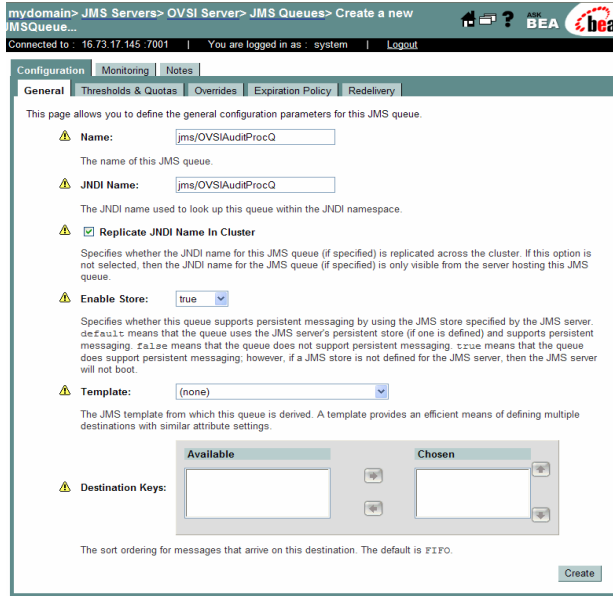 mydomain> JMS Servers> OVSI Server> JMS Queues> Create a new
JMSQueue...
? ASK BEA bea
Connected to : 16.73.17.145 :7001 | You are logged in as : system | Logout
Configuration Monitoring Notes
General Thresholds & Quotas Overrides Expiration Policy Redelivery
This page allows you to define the general configuration parameters for this JMS queue.
Name: jms/OVSIAuditProcQ
The name of this JMS queue.
JNDI Name: jms/OVSIAuditProcQ
The JNDI name used to look up this queue within the JNDI namespace.
Replicate JNDI Name In Cluster
Specifies whether the JNDI name for this JMS queue (if specified) is replicated across the cluster. If this option is
not selected, then the JNDI name for the JMS queue (if specified) is only visible from the server hosting this JMS
queue.
Enable Store: true
Specifies whether this queue supports persistent messaging by using the JMS store specified by the JMS server.
default means that the queue uses the JMS server's persistent store (if one is defined) and supports persistent
messaging. false means that the queue does not support persistent messaging. true means that the queue
does support persistent messaging; however, if a JMS store is not defined for the JMS server, then the JMS server
will not boot.
Template: (none)
The JMS template from which this queue is derived. A template provides an efficient means of defining multiple
destinations with similar attribute settings.
Available Chosen
Destination Keys:
The sort ordering for messages that arrive on this destination. The default is FIFO.
Create